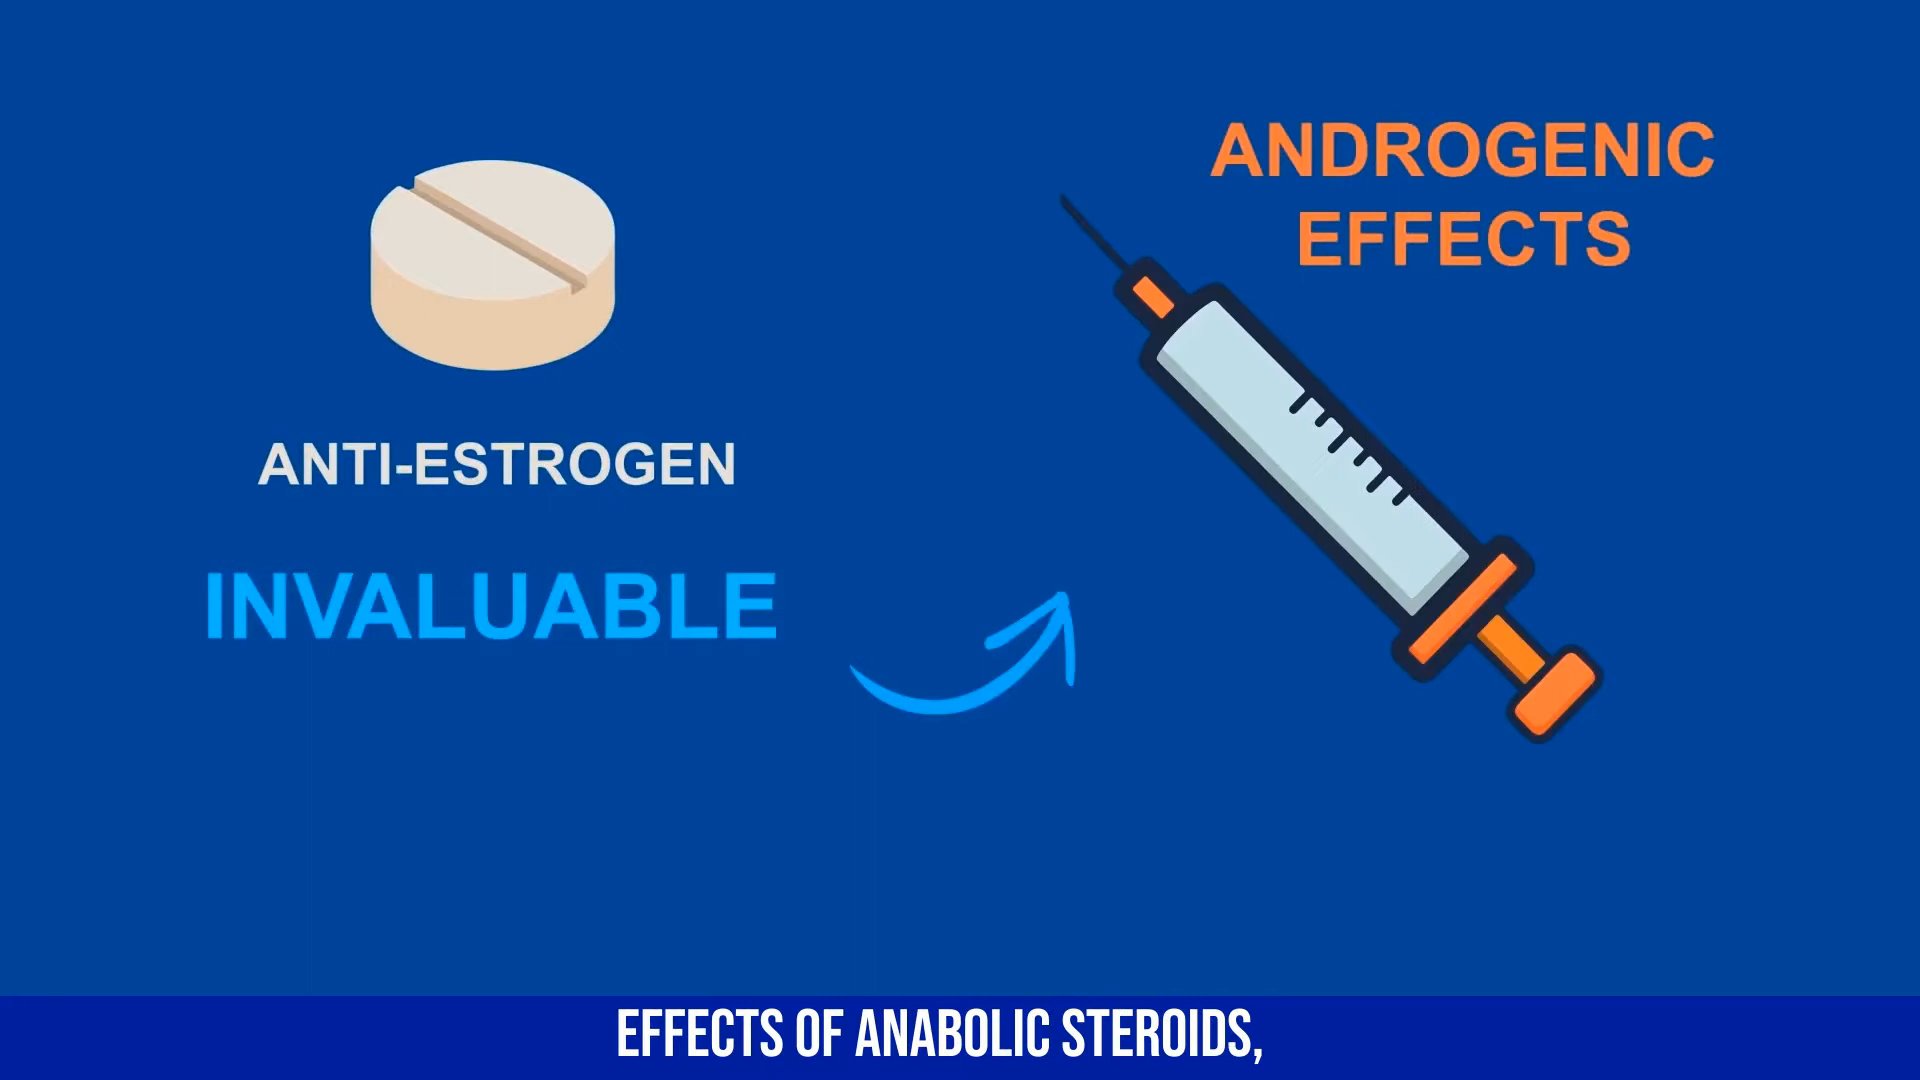 ANDROGENIC
EFFECTS
ANTI-ESTROGEN
INVALUABLE
EFFECTS OF ANABOLIC STEROIDS,